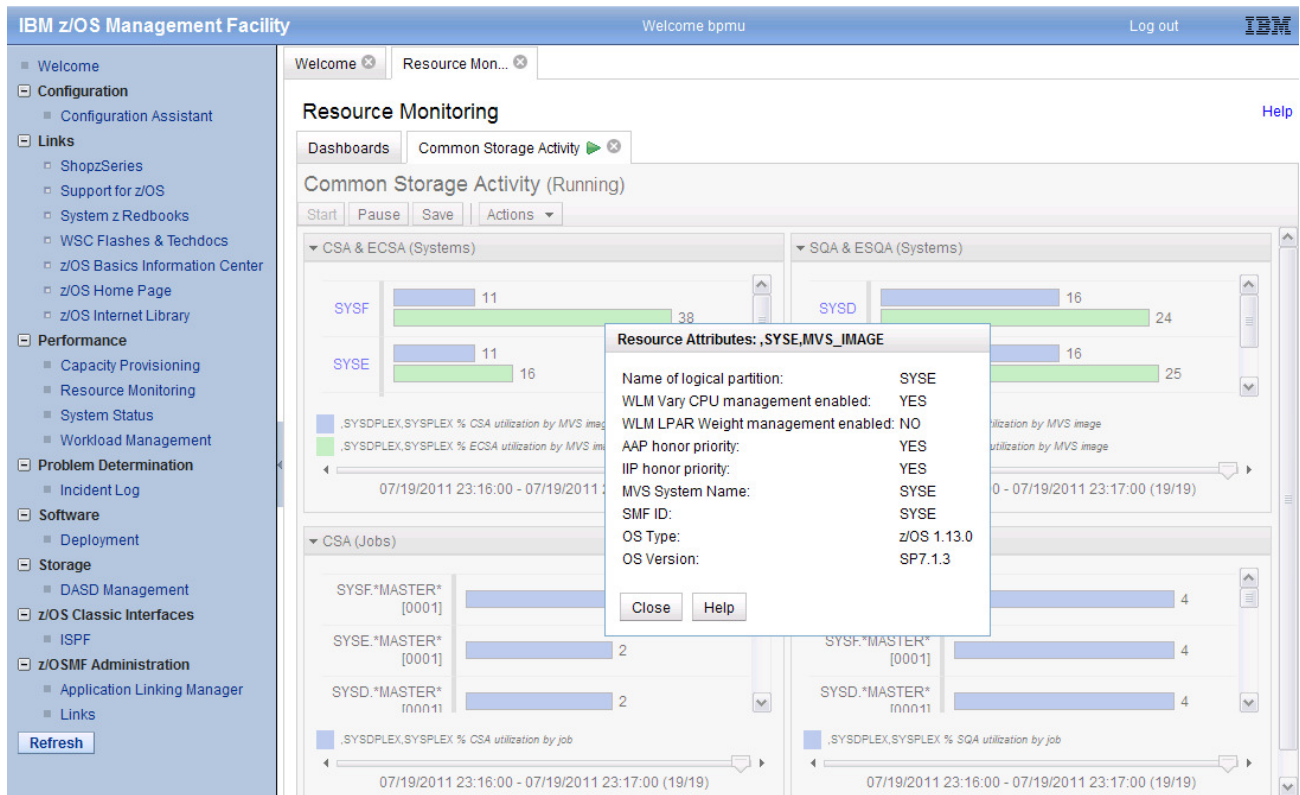 IBM z/OS Management Facility
Welcome bpmu
Log out
IBM
Welcome
Configuration
Configuration Assistant
Links
ShopzSeries
Support for z/OS
System z Redbooks
WSC Flashes & Techdocs
z/OS Basics Information Center
z/OS Home Page
z/OS Internet Library
Performance
Capacity Provisioning
Resource Monitoring
System Status
Workload Management
Problem Determination
Incident Log
Software
Deployment
Storage
DASD Management
z/OS Classic Interfaces
ISPF
z/OSMF Administration
Application Linking Manager
Links
Refresh
Welcome
Resource Mon...
Resource Monitoring
Help
Dashboards
Common Storage Activity
Common Storage Activity (Running)
Start
Pause
Save
Actions
CSA & ECSA (Systems)
SYSF
11
38
SYSE
11
16
,SYSDPLEX,SYSPLEX % CSA utilization by MVS
,SYSDPLEX,SYSPLEX % ECSA utilization by MVS
07/19/2011 23:16:00 - 07/19/2011
SQA & ESQA (Systems)
SYSD
16
24
16
25
utilization by MVS image
utilization by MVS image
- 07/19/2011 23:17:00 (19/19)
Resource Attributes: ,SYSE,MVS_IMAGE
Name of logical partition: SYSE
WLM Vary CPU management enabled: YES
WLM LPAR Weight management enabled: NO
AAP honor priority: YES
IIP honor priority: YES
MVS System Name: SYSE
SMF ID: SYSE
OS Type: z/OS 1.13.0
OS Version: SP7.1.3
Close
Help
CSA (Jobs)
SYSF.*MASTER*
[0001]
SYSE.*MASTER*
[0001]
2
SYSD.*MASTER*
[0001]
2
,SYSDPLEX,SYSPLEX % CSA utilization by job
07/19/2011 23:16:00 - 07/19/2011 23:17:00 (19/19)
4
SYSF.*MASTER*
[0001]
4
SYSD.*MASTER*
[0001]
4
,SYSDPLEX,SYSPLEX % SQA utilization by job
07/19/2011 23:16:00 - 07/19/2011 23:17:00 (19/19)